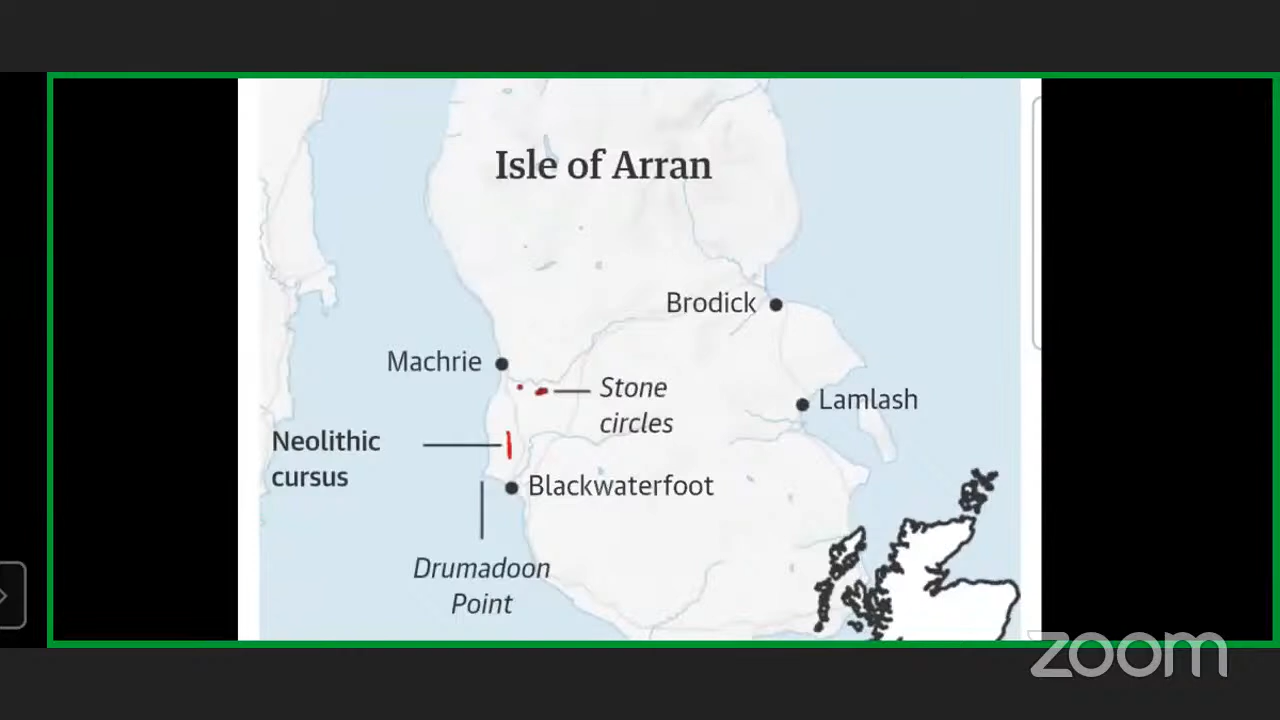 Isle of Arran
Brodick
Machrie
Stone
circles
Lamlash
Neolithic
cursus
Blackwaterfoot
Drumadoon
Point
zoom